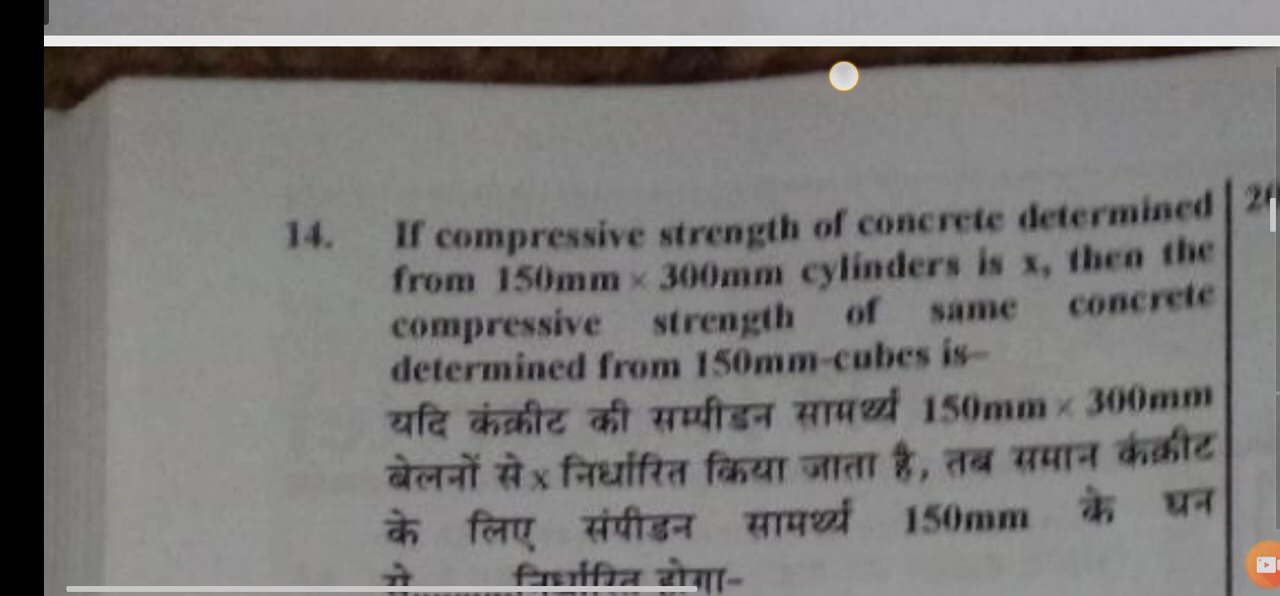 14. If compressive strength of concrete determined
from 150mm × 300mm cylinders is x, then the
compressive strength of same concrete
determined from 150mm-cubes is–
यदि कंक्रीट की सम्पीडन सामर्थ्य 150mm × 300mm
बेलनों से x निर्धारित किया जाता है, तब समान कंक्रीट
के लिए संपीडन सामर्थ्य 150mm के घन
से निर्धारित होगा–